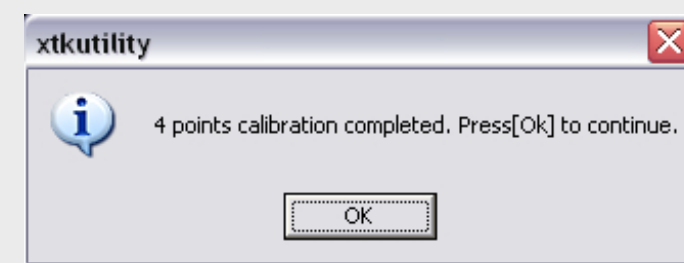 xtkutility
4 points calibration completed. Press[Ok] to continue.
OK